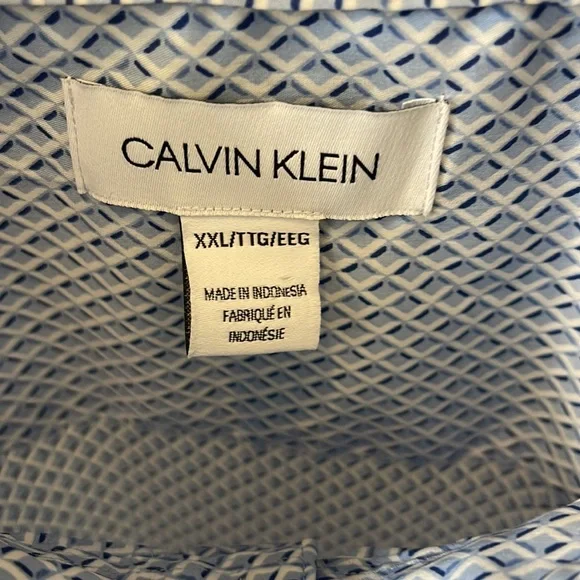 CALVIN KLEIN
XXL/TTG/EEG
MADE IN INDONESIA
FABRIQUÉ EN
INDONÉSIE